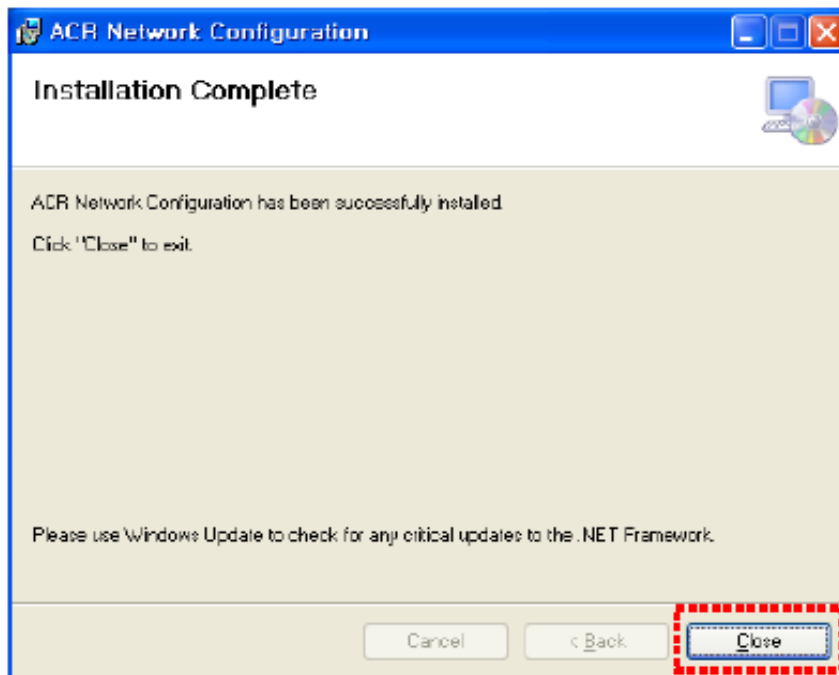 ACR Network Configuration
Installation Complete
ACR Network Configuration has been successfully installed.
Click "Close" to exit.
Please use Windows Update to check for any critical updates to the .NET Framework.
Cancel
< Back
Close